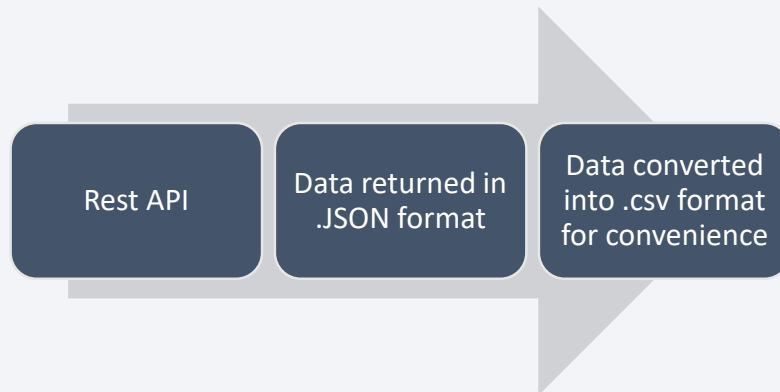 Rest API
Data returned in
.JSON format
Data converted
into .csv format
for convenience